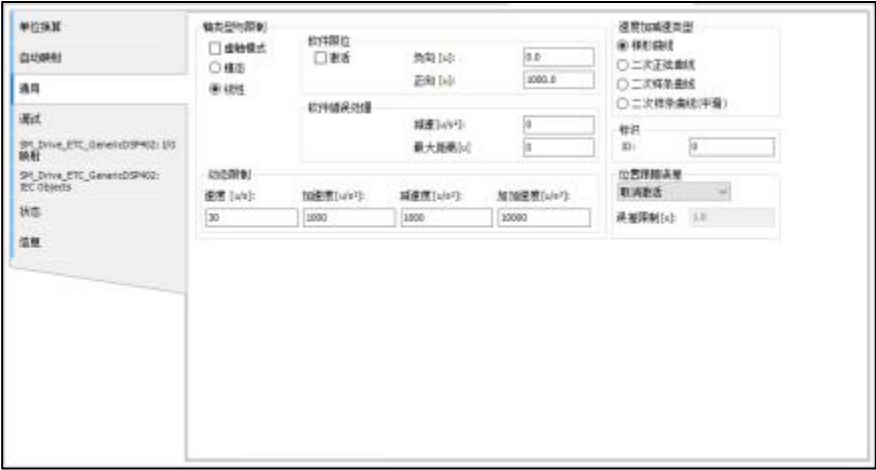 单位换算
自动映射
通用
调试
SM_Drive_ETC_GenericDSP402: I/O
映射
SM_Drive_ETC_GenericDSP402:
IEC Objects
状态
信息
轴类型与限制
虚轴模式
模态
线性
软件限位
激活
负向 [u]:
0.0
正向 [u]:
1000.0
软件错误处理
减速[u/s²]:
0
最大距离[u]
0
动态限制
速度 [u/s]:
加速度[u/s²]:
减速度[u/s²]:
加加速度[u/s³]:
30
1000
1000
10000
速度加减速类型
梯形曲线
二次正弦曲线
二次样条曲线
二次样条曲线(平滑)
标识
ID:
0
位置跟随误差
取消激活
误差限制[u]:
1.0